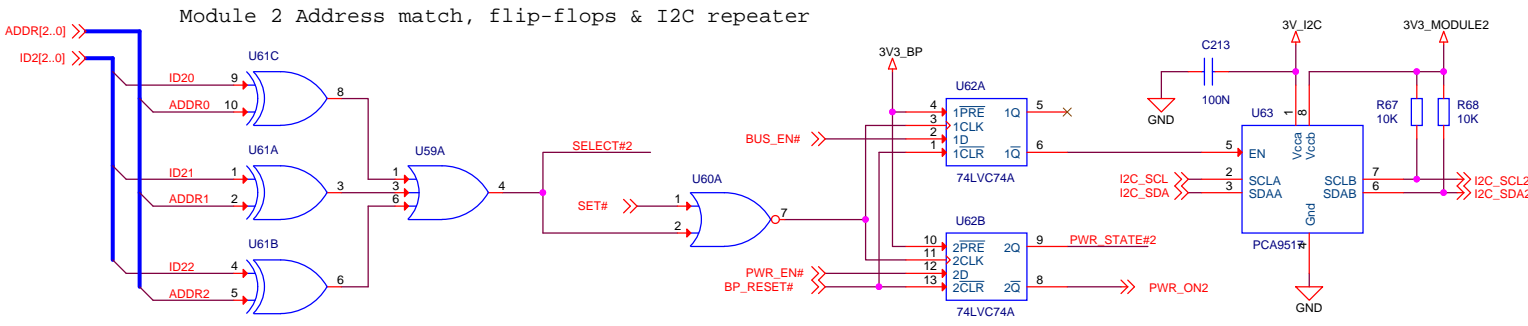 Module 2 Address match, flip-flops & I2C repeater
ADDR[2..0]
ID2[2..0]
U61C
ID20
9
ADDR0
10
8
U61A
ID21
1
ADDR1
2
3
U61B
ID22
4
ADDR2
5
6
U59A
1
3
6
4
SELECT#2
U60A
SET#
1
2
7
3V3_BP
U62A
4
1PRE
1Q
5
3
1CLK
BUS_EN#
2
1D
1
1CLR
1Q
6
74LVC74A
U62B
10
2PRE
2Q
9
PWR_STATE#2
11
2CLK
PWR_EN#
12
2D
BP_RESET#
13
2CLR
2Q
8
PWR_ON2
74LVC74A
C213
100N
GND
3V_I2C
3V3_MODULE2
R67
10K
R68
10K
U63
1
8
Vcca
Vccb
5
EN
I2C_SCL
2
SCLA
SCLB
7
I2C_SCL2
I2C_SDA
3
SDAA
SDAB
6
I2C_SDA2
Gnd
4
PCA9517
GND